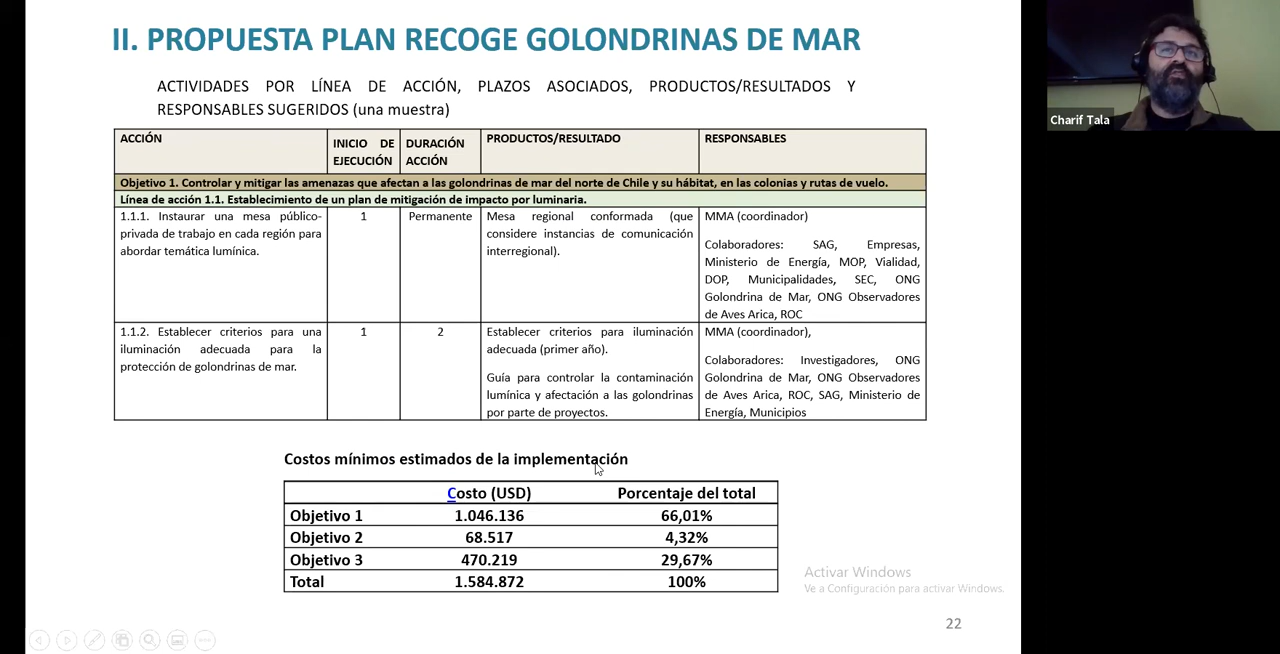 II. PROPUESTA PLAN RECOGE GOLONDRINAS DE MAR
ACTIVIDADES POR LÍNEA DE ACCIÓN, PLAZOS ASOCIADOS, PRODUCTOS/RESULTADOS Y
RESPONSABLES SUGERIDOS (una muestra)
ACCIÓN
INICIO DE
EJECUCIÓN
DURACIÓN
ACCIÓN
PRODUCTOS/RESULTADO
RESPONSABLES
Objetivo 1. Controlar y mitigar las amenazas que afectan a las golondrinas de mar del norte de Chile y su hábitat, en las colonias y rutas de vuelo.
Línea de acción 1.1. Establecimiento de un plan de mitigación de impacto por luminaria.
1.1.1. Instaurar una mesa público-
privada de trabajo en cada región para
abordar temática lumínica.
1
Permanente
Mesa regional conformada (que
considere instancias de comunicación
interregional).
MMA (coordinador)
Colaboradores: SAG, Empresas,
Ministerio de Energía, MOP, Vialidad,
DOP, Municipalidades, SEC, ONG
Golondrina de Mar, ONG Observadores
de Aves Arica, ROC
1.1.2. Establecer criterios para una
iluminación adecuada para la
protección de golondrinas de mar.
1
2
Establecer criterios para iluminación
adecuada (primer año).
Guía para controlar la contaminación
lumínica y afectación a las golondrinas
por parte de proyectos.
MMA (coordinador),
Colaboradores: Investigadores, ONG
Golondrina de Mar, ONG Observadores
de Aves Arica, ROC, SAG, Ministerio de
Energía, Municipios
Costos mínimos estimados de la implementación
Costo (USD) Porcentaje del total
Objetivo 1 1.046.136 66,01%
Objetivo 2 68.517 4,32%
Objetivo 3 470.219 29,67%
Total 1.584.872 100%
Activar Windows
Ve a Configuración para activar Windows.
22
Charif Tala